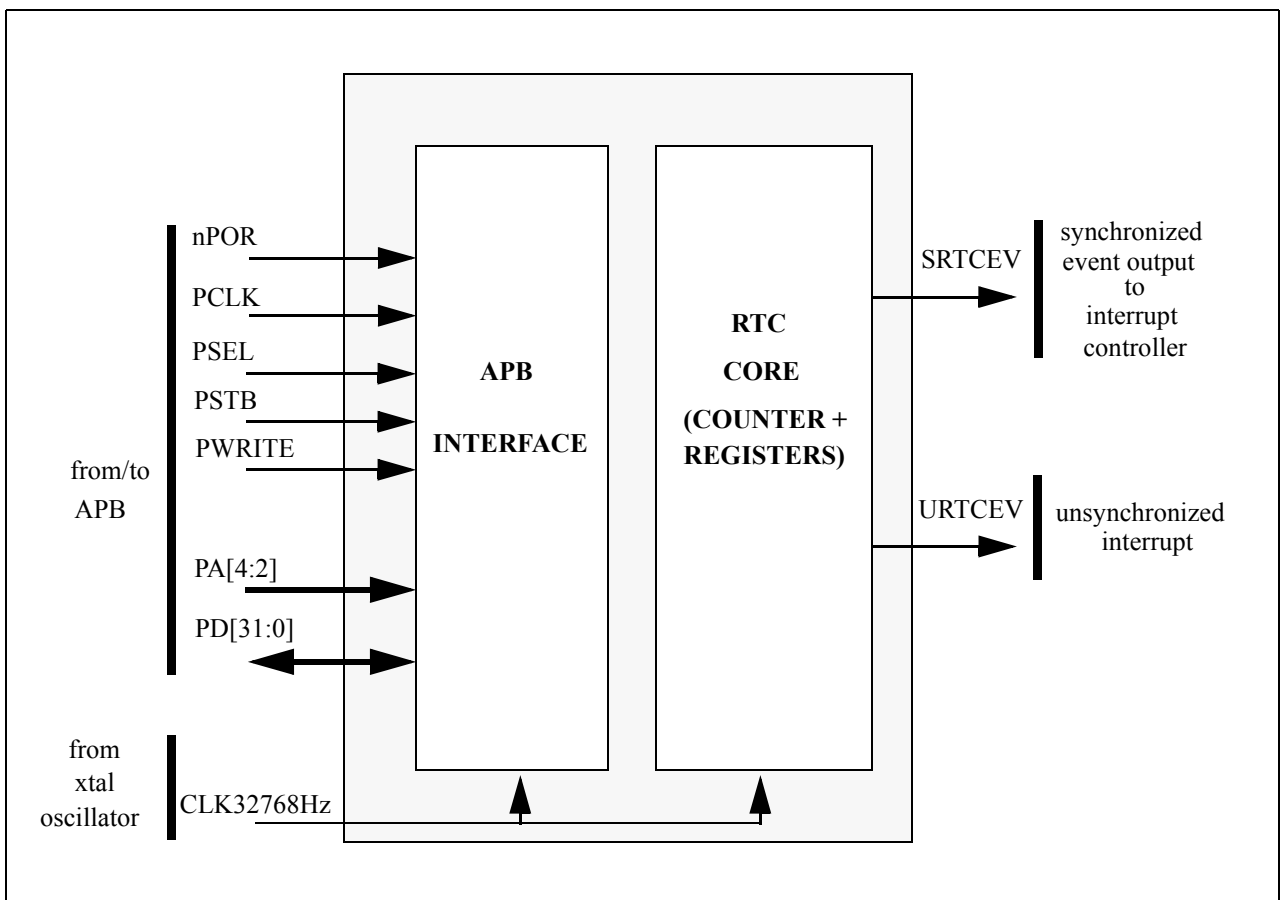 nPOR
PCLK
PSEL
PSTB
PWRITE
from/to
APB
PA[4:2]
PD[31:0]
from
xtal
oscillator
CLK32768Hz
APB
INTERFACE
RTC
CORE
(COUNTER +
REGISTERS)
SRTCEV
synchronized
event output
to
interrupt
controller
URTCEV
unsynchronized
interrupt